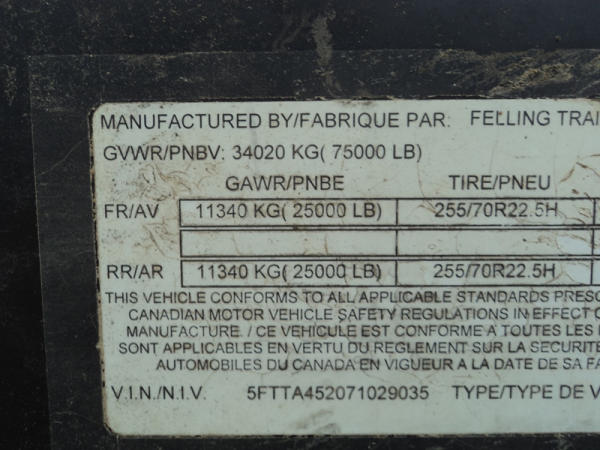 MANUFACTURED BY/FABRIQUE PAR: FELLING TRAI
GVWR/PNBV: 34020 KG( 75000 LB)
GAWR/PNBE TIRE/PNEU
FR/AV 11340 KG( 25000 LB) 255/70R22.5H
RR/AR 11340 KG( 25000 LB) 255/70R22.5H
THIS VEHICLE CONFORMS TO ALL APPLICABLE STANDARDS PRESC
CANADIAN MOTOR VEHICLE SAFETY REGULATIONS IN EFFECT O
MANUFACTURE. / CE VEHICULE EST CONFORME A TOUTES LES
SONT APPLICABLES EN VERTU DU REGLEMENT SUR LA SECURITE
AUTOMOBILES DU CANADA EN VIGUEUR A LA DATE DE SA FA
V.I.N./N.I.V. 5FTTA452071029035 TYPE/TYPE DE V